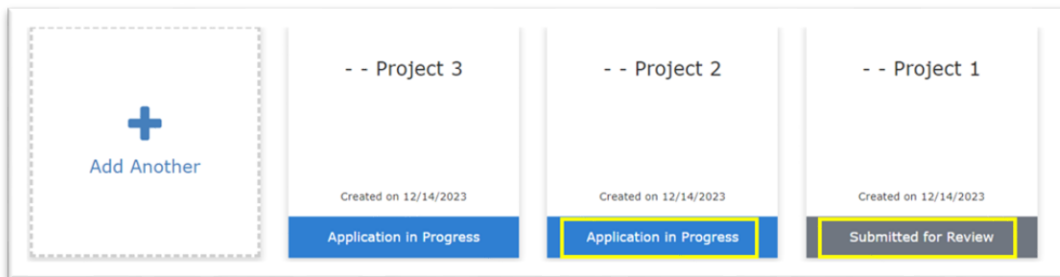 Add Another
- - Project 3
Created on 12/14/2023
Application in Progress
- - Project 2
Created on 12/14/2023
Application in Progress
- - Project 1
Created on 12/14/2023
Submitted for Review